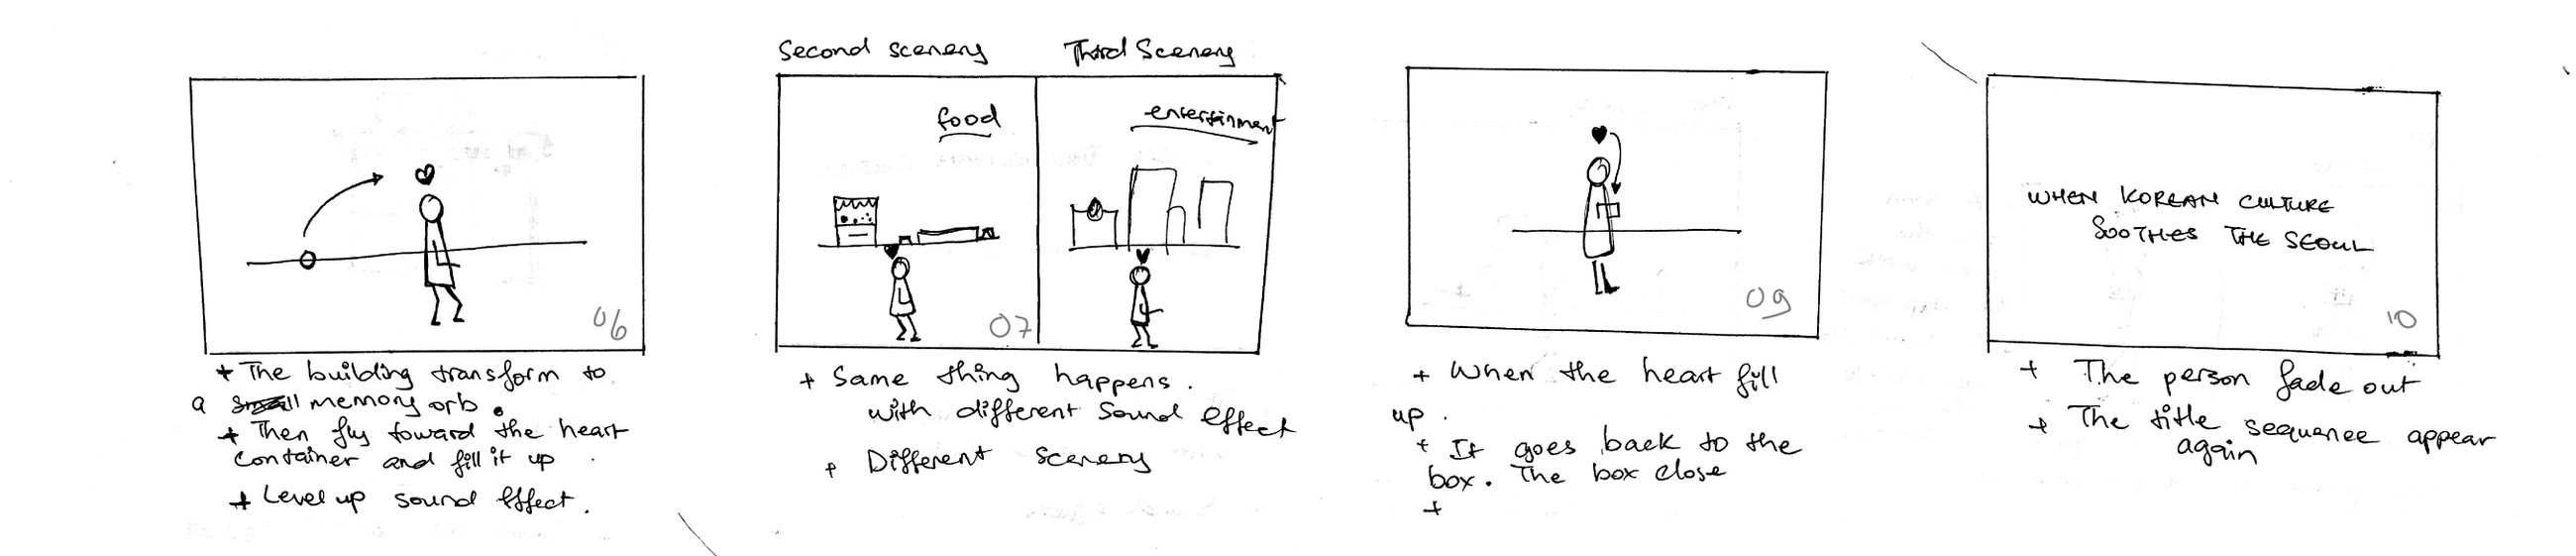 06
+ The building transform to
a memory orb.
+ Then fly toward the heart
container and fill it up.
+ Level up sound effect.
Second scenery
Third Scenery
food
entertainment
07
+ Same thing happens.
with different sound effect
+ Different scenery
09
+ When the heart fill
up.
+ It goes back to the
box. The box close
+
WHEN KOREAN CULTURE
SOOTHES THE SEOUL
10
+ The person fade out
+ The title sequence appear
again